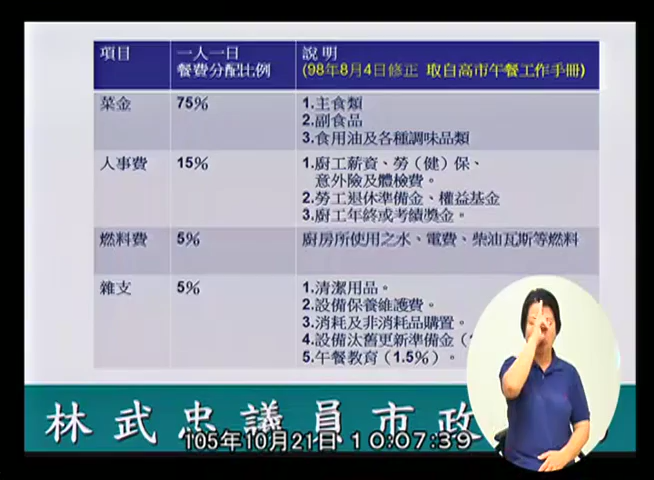 項目 一人一日 說明
餐費分配比例 (98年8月4日修正 取自高市午餐工作手冊)
菜金 75% 1.主食類
2.副食品
3.食用油及各種調味品類
人事費 15% 1.廚工薪資、勞（健）保、
意外險及體檢費。
2.勞工退休準備金、權益基金
3.廚工年終或考績獎金。
燃料費 5% 廚房所使用之水、電費、柴油瓦斯等燃料
雜支 5% 1.清潔用品。
2.設備保養維護費。
3.消耗及非消耗品購置。
4.設備汰舊更新準備金（
5.午餐教育（1.5%）。
林武忠議員市政
105年10月21日 10:07:39